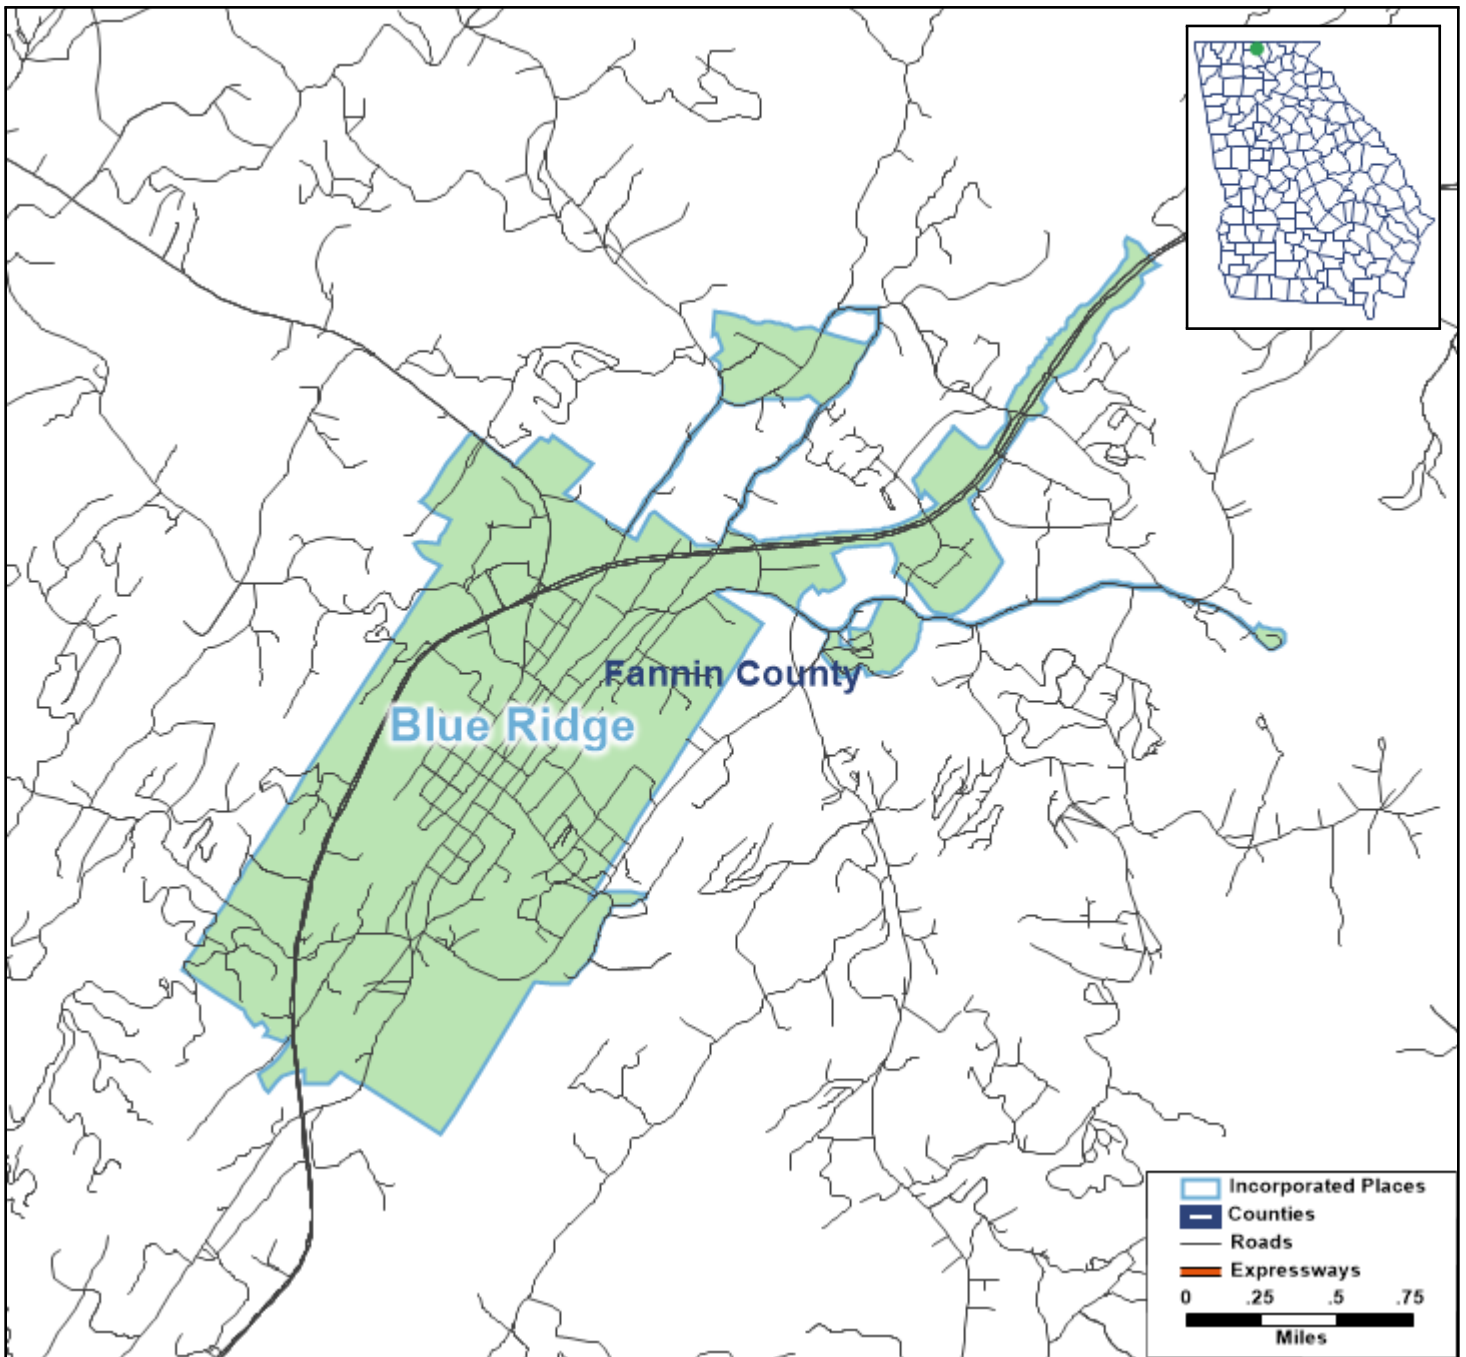 Fannin County
Blue Ridge
Incorporated Places
Counties
Roads
Expressways
0 .25 .5 .75
Miles